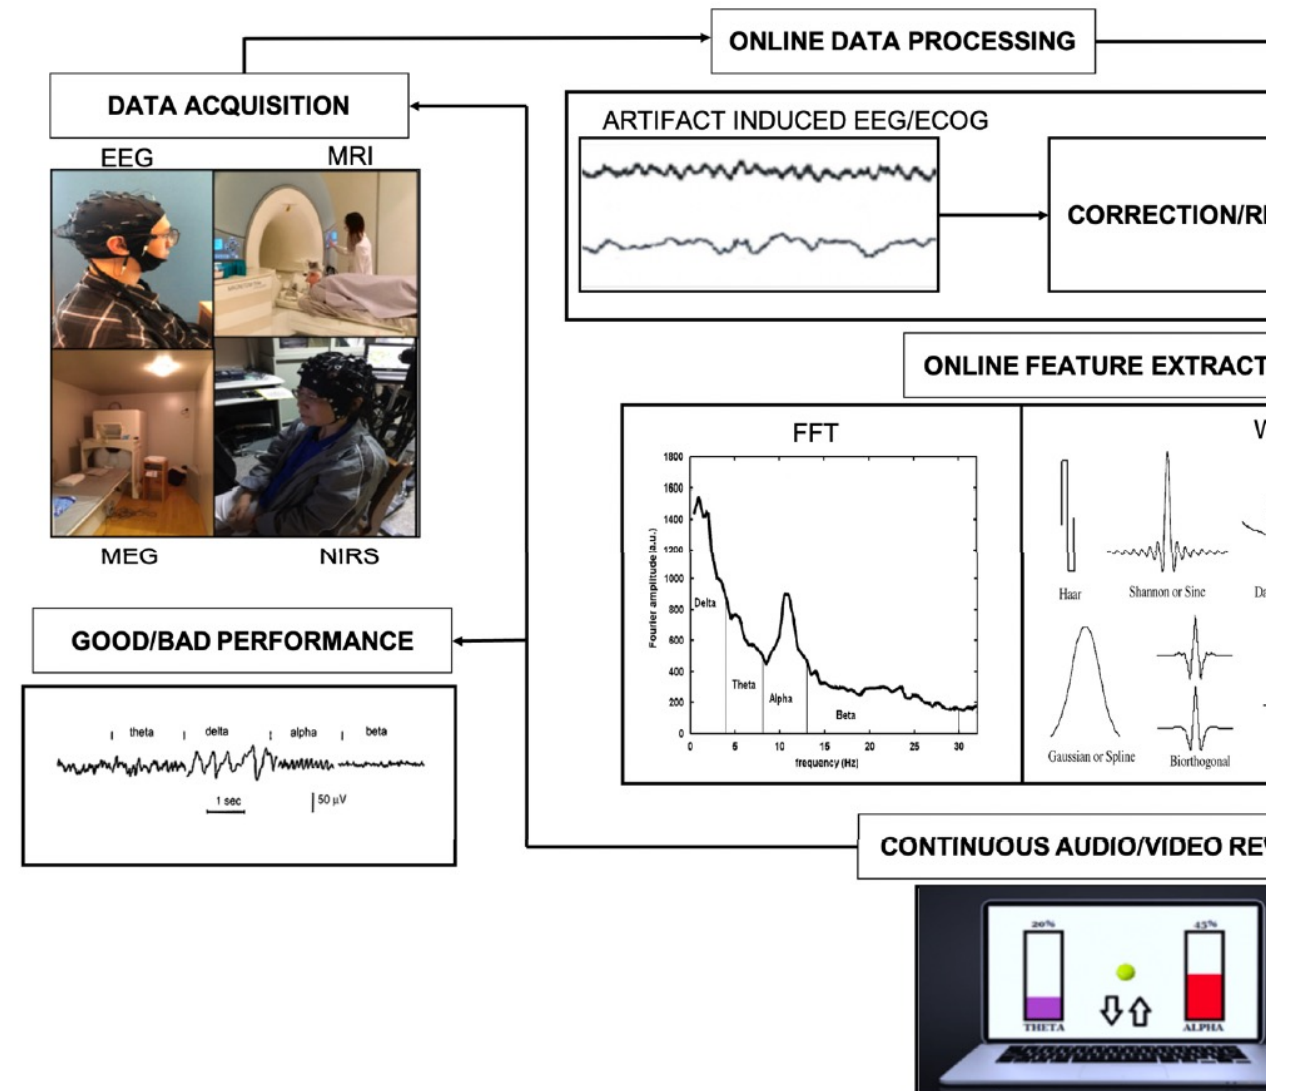 ONLINE DATA PROCESSING
DATA ACQUISITION
EEG MRI
MEG NIRS
ARTIFACT INDUCED EEG/ECOG
CORRECTION/R
ONLINE FEATURE EXTRACT
FFT
1800
1600
1400
1200
1000
800
600
400
200
0
Fourier amplitude (a.u.)
Delta
Theta
Alpha
Beta
0 5 10 15 20 25 30
frequency (Hz)
W
Haar
Shannon or Sine
Da
Gaussian or Spline
Biorthogonal
GOOD/BAD PERFORMANCE
theta delta alpha beta
1 sec
50 µV
CONTINUOUS AUDIO/VIDEO RE
20% 45%
THETA ALPHA